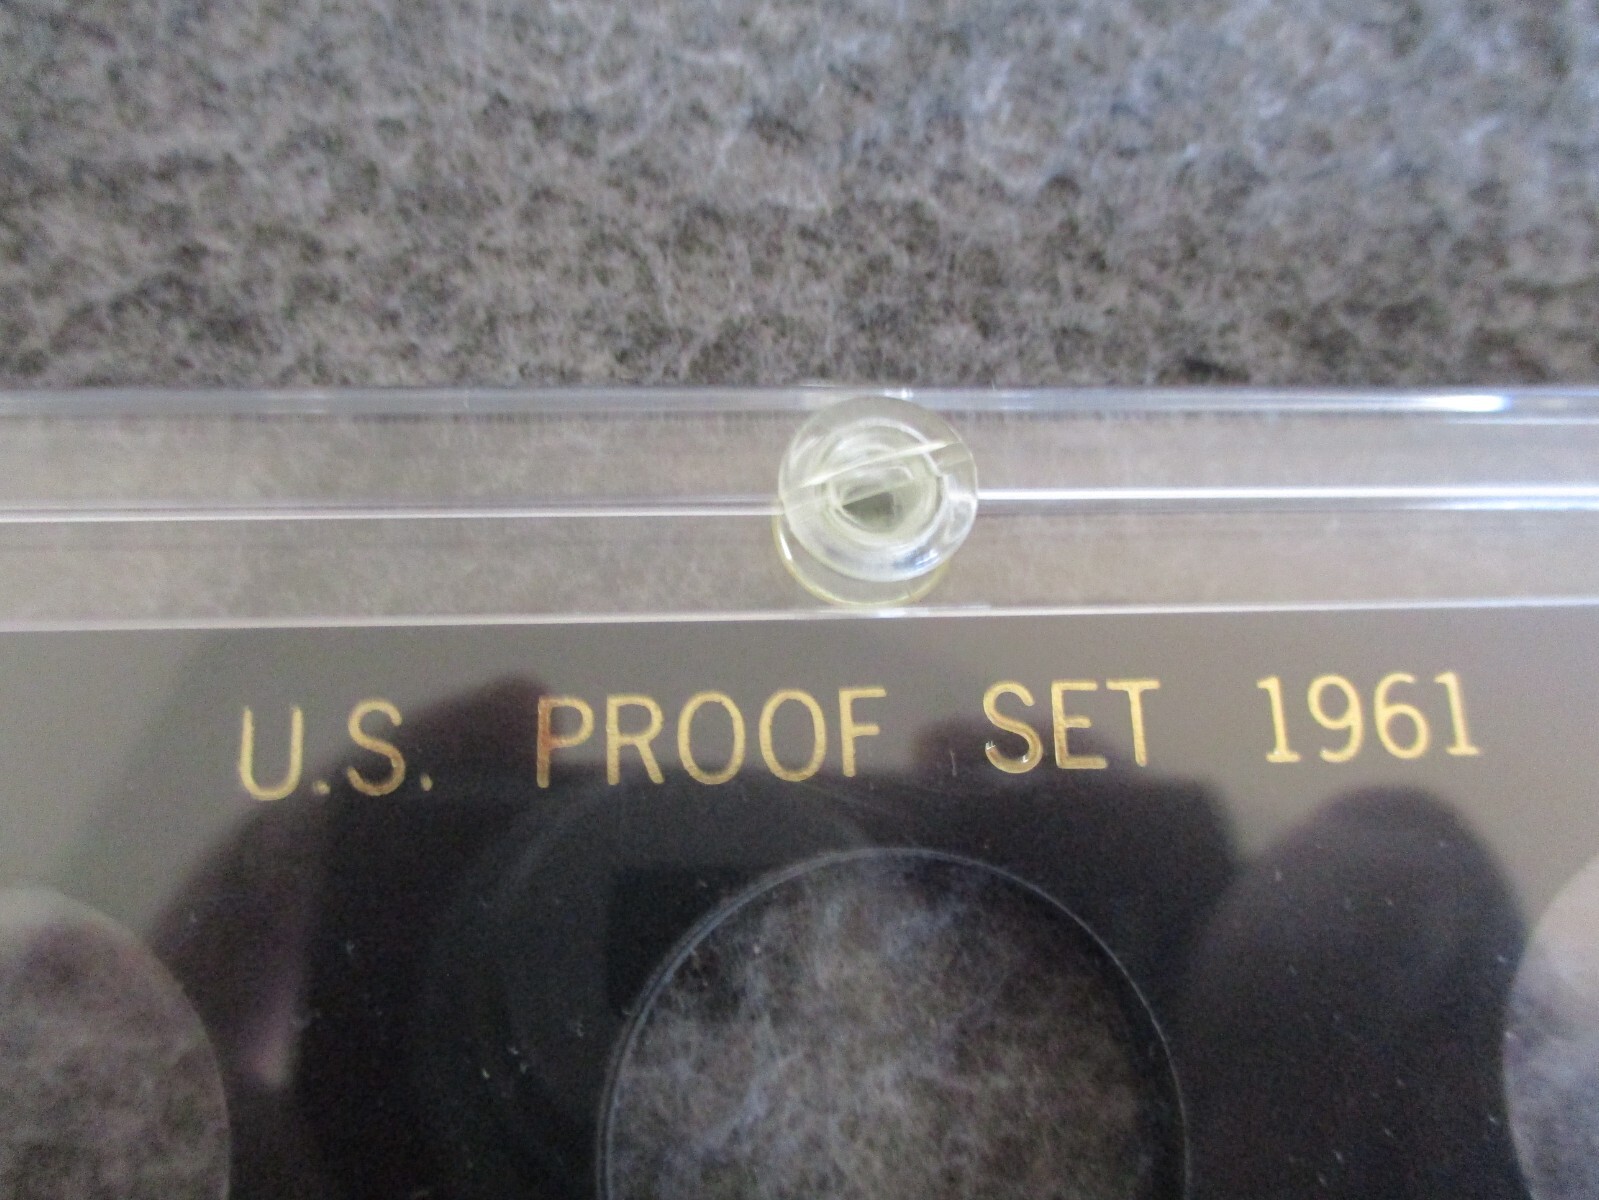 U.S. PROOF SET 1961